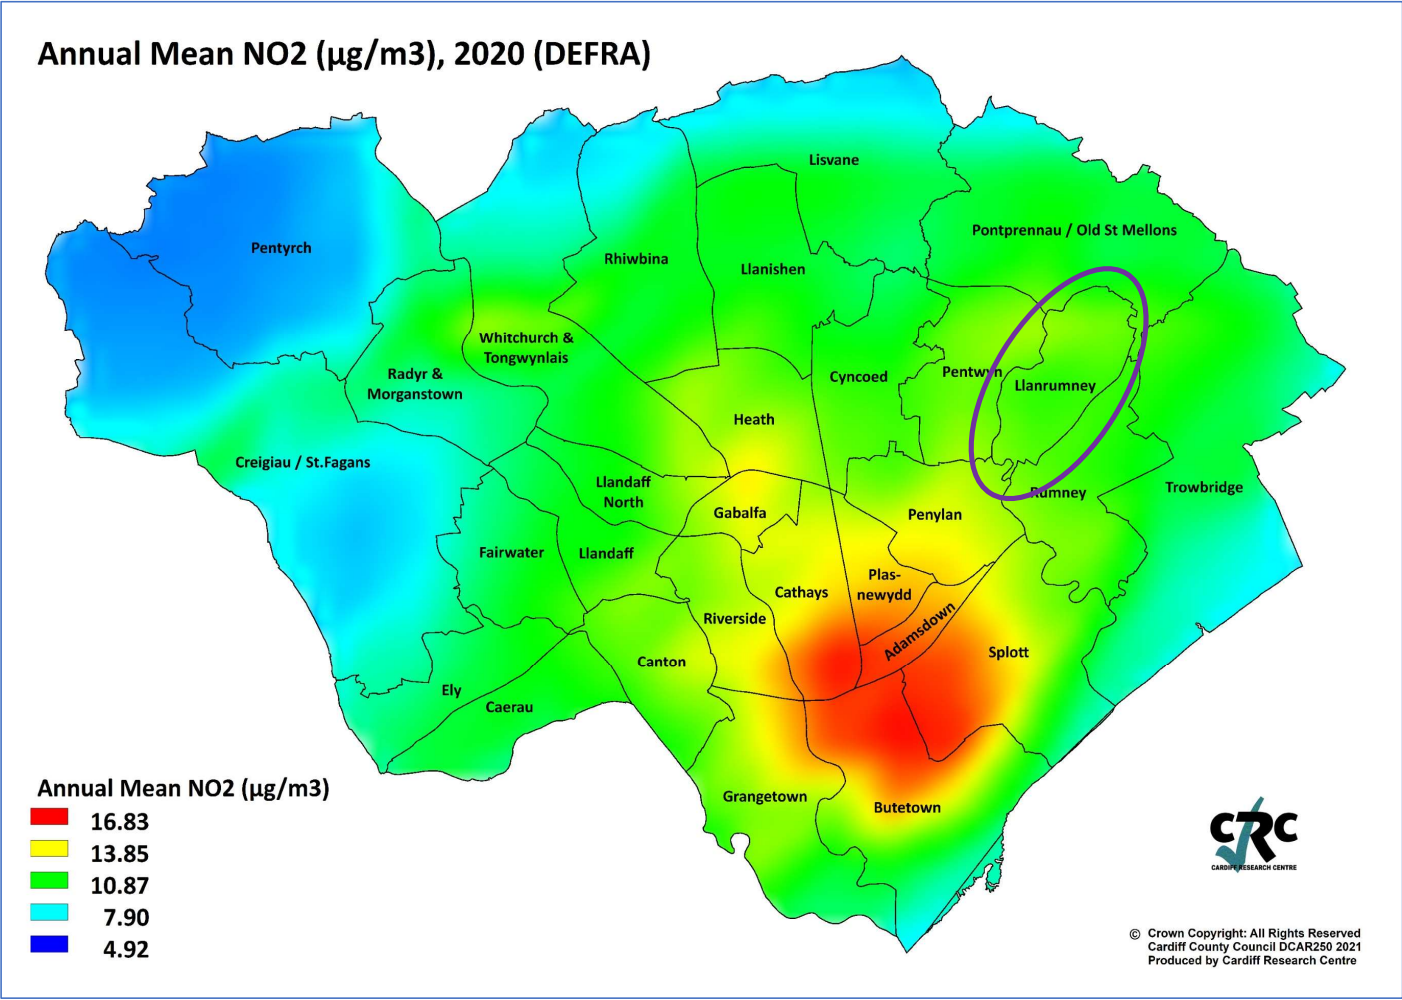 Annual Mean NO2 (µg/m3), 2020 (DEFRA)
Lisvane
Pontprennau / Old St Mellons
Pentyrch
Rhiwbina
Llanishen
Whitchurch &
Tongwynlais
Radyr &
Morganstown
Cyncoed
Pentwyn
Llanrumney
Heath
Creigiau / St.Fagans
Llandaff
North
Rumney
Trowbridge
Gabalfa
Penylan
Fairwater
Llandaff
Plas-
newydd
Cathays
Riverside
Adamsdown
Splott
Canton
Ely
Caerau
Grangetown
Butetown
Annual Mean NO2 (µg/m3)
16.83
13.85
10.87
7.90
4.92
CRC
CARDIFF RESEARCH CENTRE
© Crown Copyright: All Rights Reserved
Cardiff County Council DCAR250 2021
Produced by Cardiff Research Centre